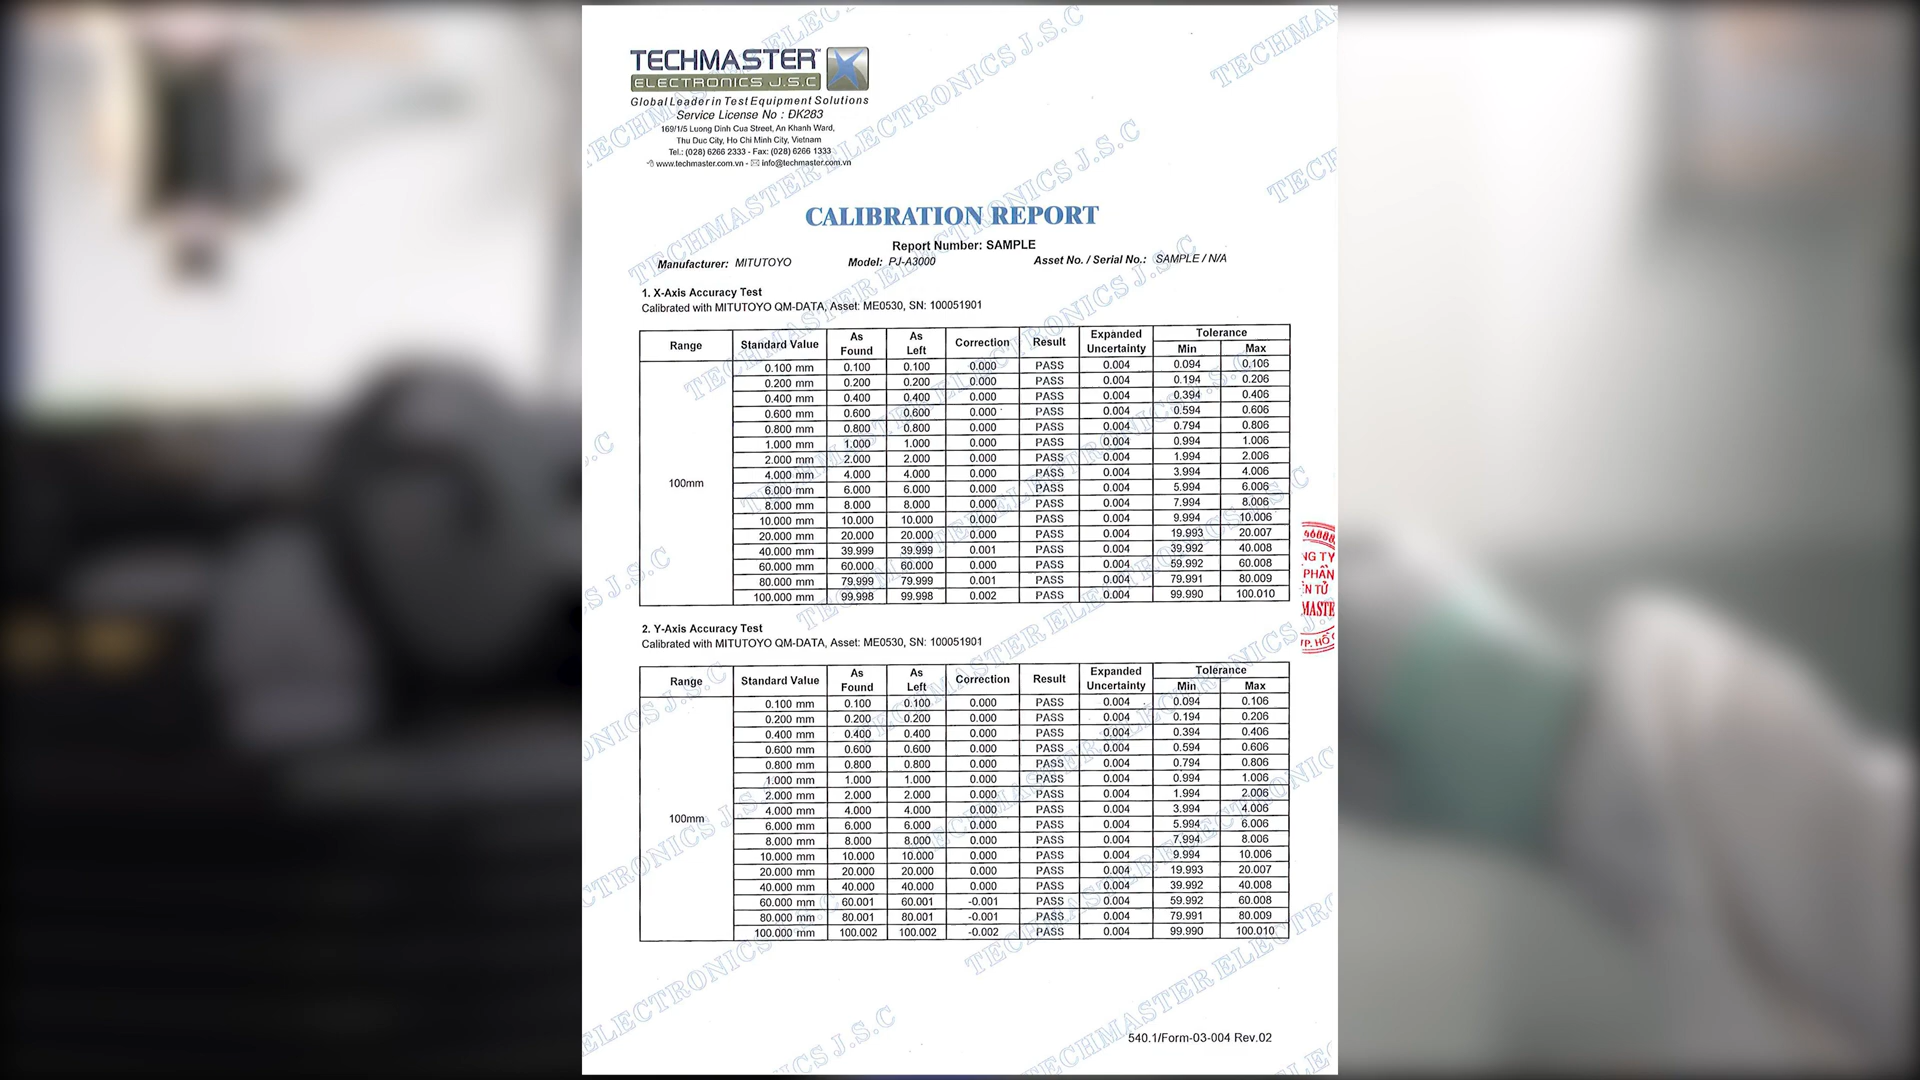 TECHMASTER™
ELECTRONICS J.S.C
Global Leader in Test Equipment Solutions
Service License No : ĐK283
169/1/5 Luong Dinh Cua Street, An Khanh Ward,
Thu Duc City, Ho Chi Minh City, Vietnam
Tel.: (028) 6266 2333 - Fax: (028) 6266 1333
www.techmaster.com.vn - info@techmaster.com.vn
CALIBRATION REPORT
Report Number: SAMPLE
Manufacturer: MITUTOYO Model: PJ-A3000 Asset No. / Serial No.: SAMPLE / N/A
1. X-Axis Accuracy Test
Calibrated with MITUTOYO QM-DATA, Asset: ME0530, SN: 100051901
Range Standard Value As Found As Left Correction Result Expanded Uncertainty Tolerance Min Max
0.100 mm 0.100 0.100 0.000 PASS 0.004 0.094 0.106
0.200 mm 0.200 0.200 0.000 PASS 0.004 0.194 0.206
0.400 mm 0.400 0.400 0.000 PASS 0.004 0.394 0.406
0.600 mm 0.600 0.600 0.000 PASS 0.004 0.594 0.606
0.800 mm 0.800 0.800 0.000 PASS 0.004 0.794 0.806
1.000 mm 1.000 1.000 0.000 PASS 0.004 0.994 1.006
2.000 mm 2.000 2.000 0.000 PASS 0.004 1.994 2.006
4.000 mm 4.000 4.000 0.000 PASS 0.004 3.994 4.006
100mm
6.000 mm 6.000 6.000 0.000 PASS 0.004 5.994 6.006
8.000 mm 8.000 8.000 0.000 PASS 0.004 7.994 8.006
10.000 mm 10.000 10.000 0.000 PASS 0.004 9.994 10.006
20.000 mm 20.000 20.000 0.000 PASS 0.004 19.993 20.007
40.000 mm 39.999 39.999 0.001 PASS 0.004 39.992 40.008
60.000 mm 60.000 60.000 0.000 PASS 0.004 59.992 60.008
80.000 mm 79.999 79.999 0.001 PASS 0.004 79.991 80.009
100.000 mm 99.998 99.998 0.002 PASS 0.004 99.990 100.010
2. Y-Axis Accuracy Test
Calibrated with MITUTOYO QM-DATA, Asset: ME0530, SN: 100051901
Range Standard Value As Found As Left Correction Result Expanded Uncertainty Tolerance Min Max
0.100 mm 0.100 0.100 0.000 PASS 0.004 0.094 0.106
0.200 mm 0.200 0.200 0.000 PASS 0.004 0.194 0.206
0.400 mm 0.400 0.400 0.000 PASS 0.004 0.394 0.406
0.600 mm 0.600 0.600 0.000 PASS 0.004 0.594 0.606
0.800 mm 0.800 0.800 0.000 PASS 0.004 0.794 0.806
1.000 mm 1.000 1.000 0.000 PASS 0.004 0.994 1.006
2.000 mm 2.000 2.000 0.000 PASS 0.004 1.994 2.006
4.000 mm 4.000 4.000 0.000 PASS 0.004 3.994 4.006
100mm
6.000 mm 6.000 6.000 0.000 PASS 0.004 5.994 6.006
8.000 mm 8.000 8.000 0.000 PASS 0.004 7.994 8.006
10.000 mm 10.000 10.000 0.000 PASS 0.004 9.994 10.006
20.000 mm 20.000 20.000 0.000 PASS 0.004 19.993 20.007
40.000 mm 40.000 40.000 0.000 PASS 0.004 39.992 40.008
60.000 mm 60.001 60.001 -0.001 PASS 0.004 59.992 60.008
80.000 mm 80.001 80.001 -0.001 PASS 0.004 79.991 80.009
100.000 mm 100.002 100.002 -0.002 PASS 0.004 99.990 100.010
540.1/Form-03-004 Rev.02
TECHMASTER ELECTRONICS J.S.C
NG TY
PHẦN
N TỬ
MASTE
TP. HỒ